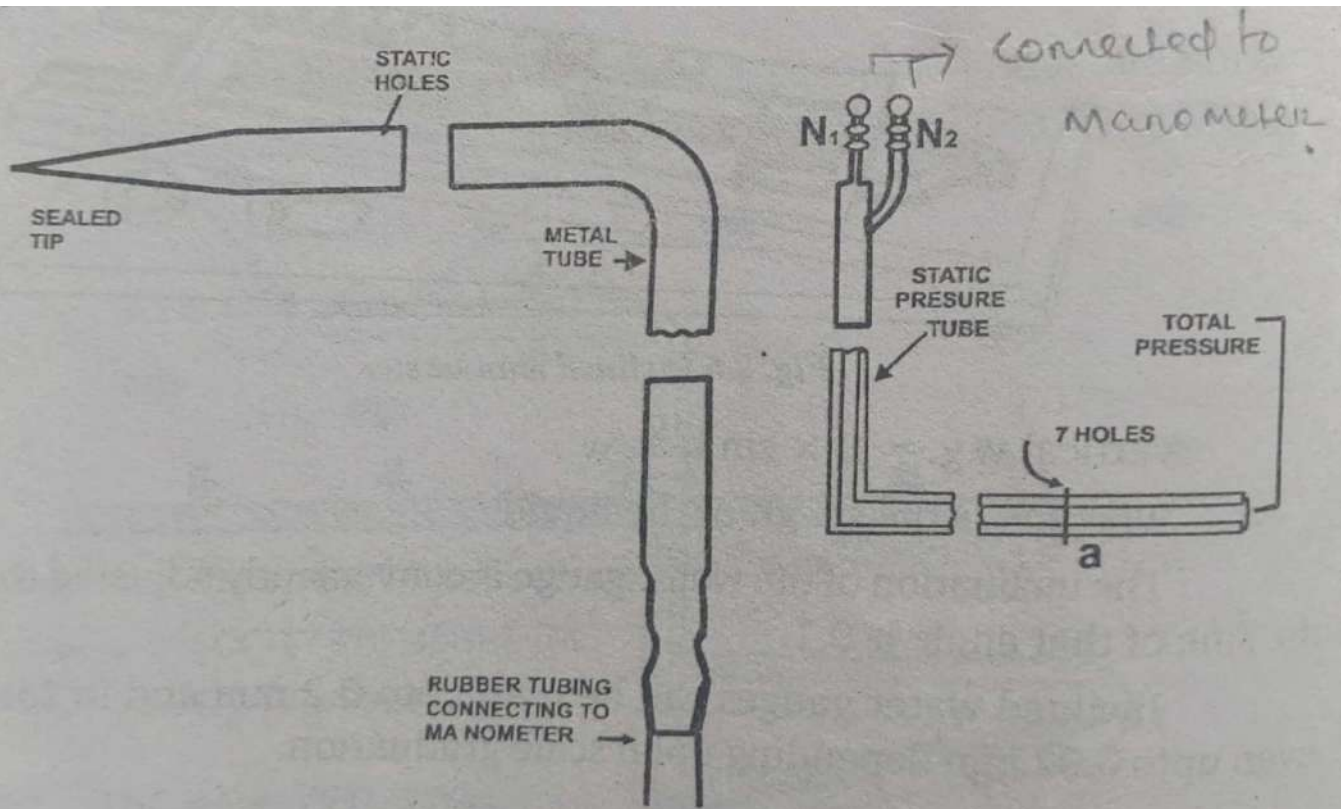 STATIC
HOLES
SEALED
TIP
METAL
TUBE
RUBBER TUBING
CONNECTING TO
MA NOMETER
connected to
Manometer
N1
N2
STATIC
PRESURE
TUBE
TOTAL
PRESSURE
7 HOLES
a